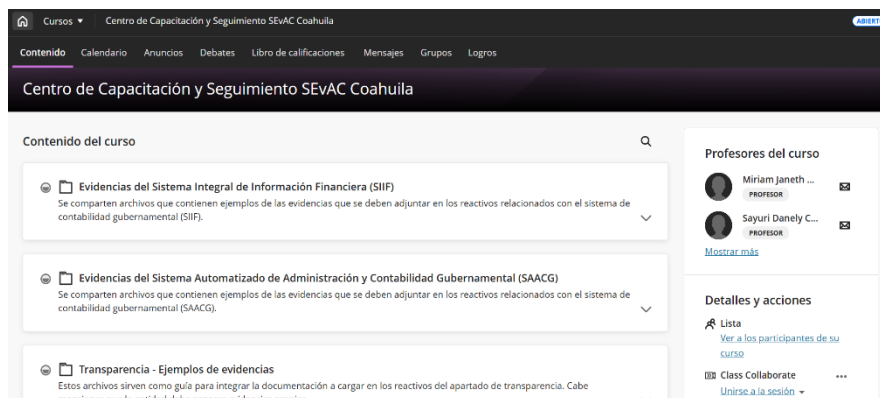 Cursos
Centro de Capacitación y Seguimiento SEvAC Coahuila
Contenido
Calendario
Anuncios
Debates
Libro de calificaciones
Mensajes
Grupos
Logros
Centro de Capacitación y Seguimiento SEvAC Coahuila
Contenido del curso
Evidencias del Sistema Integral de Información Financiera (SIIF)
Se comparten archivos que contienen ejemplos de las evidencias que se deben adjuntar en los reactivos relacionados con el sistema de
contabilidad gubernamental (SIIF).
Evidencias del Sistema Automatizado de Administración y Contabilidad Gubernamental (SAACG)
Se comparten archivos que contienen ejemplos de las evidencias que se deben adjuntar en los reactivos relacionados con el sistema de
contabilidad gubernamental (SAACG).
Transparencia - Ejemplos de evidencias
Estos archivos sirven como guía para integrar la documentación a cargar en los reactivos del apartado de transparencia. Cabe
Profesores del curso
Miriam Janeth ...
PROFESOR
Sayuri Danely C...
PROFESOR
Mostrar más
Detalles y acciones
Lista
Ver a los participantes de su
curso
Class Collaborate
Unirse a la sesión